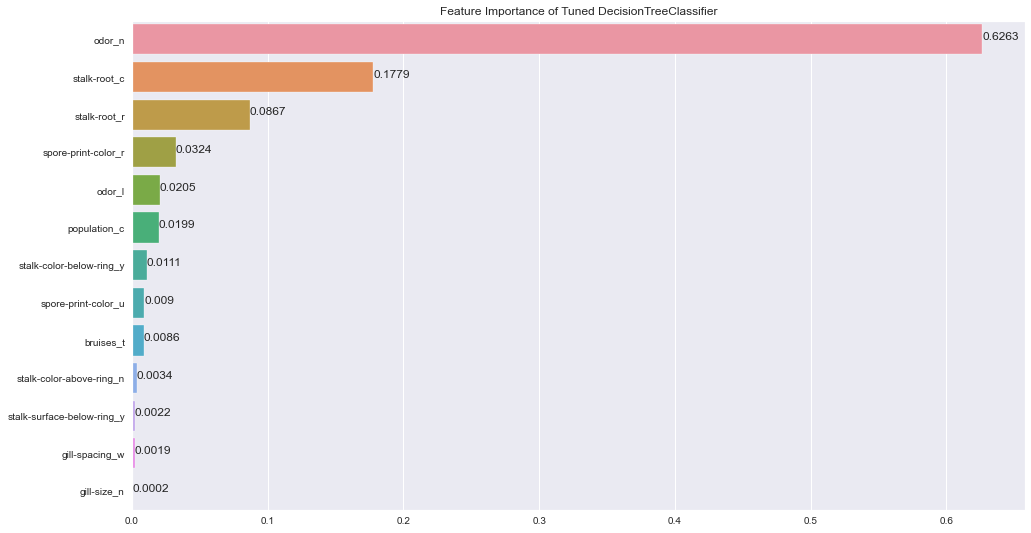 Feature Importance of Tuned DecisionTreeClassifier
odor_n 0.6263
stalk-root_c 0.1779
stalk-root_r 0.0867
spore-print-color_r 0.0324
odor_l 0.0205
population_c 0.0199
stalk-color-below-ring_y 0.0111
spore-print-color_u 0.009
bruises_t 0.0086
stalk-color-above-ring_n 0.0034
stalk-surface-below-ring_y 0.0022
gill-spacing_w 0.0019
gill-size_n 0.0002
0.0 0.1 0.2 0.3 0.4 0.5 0.6